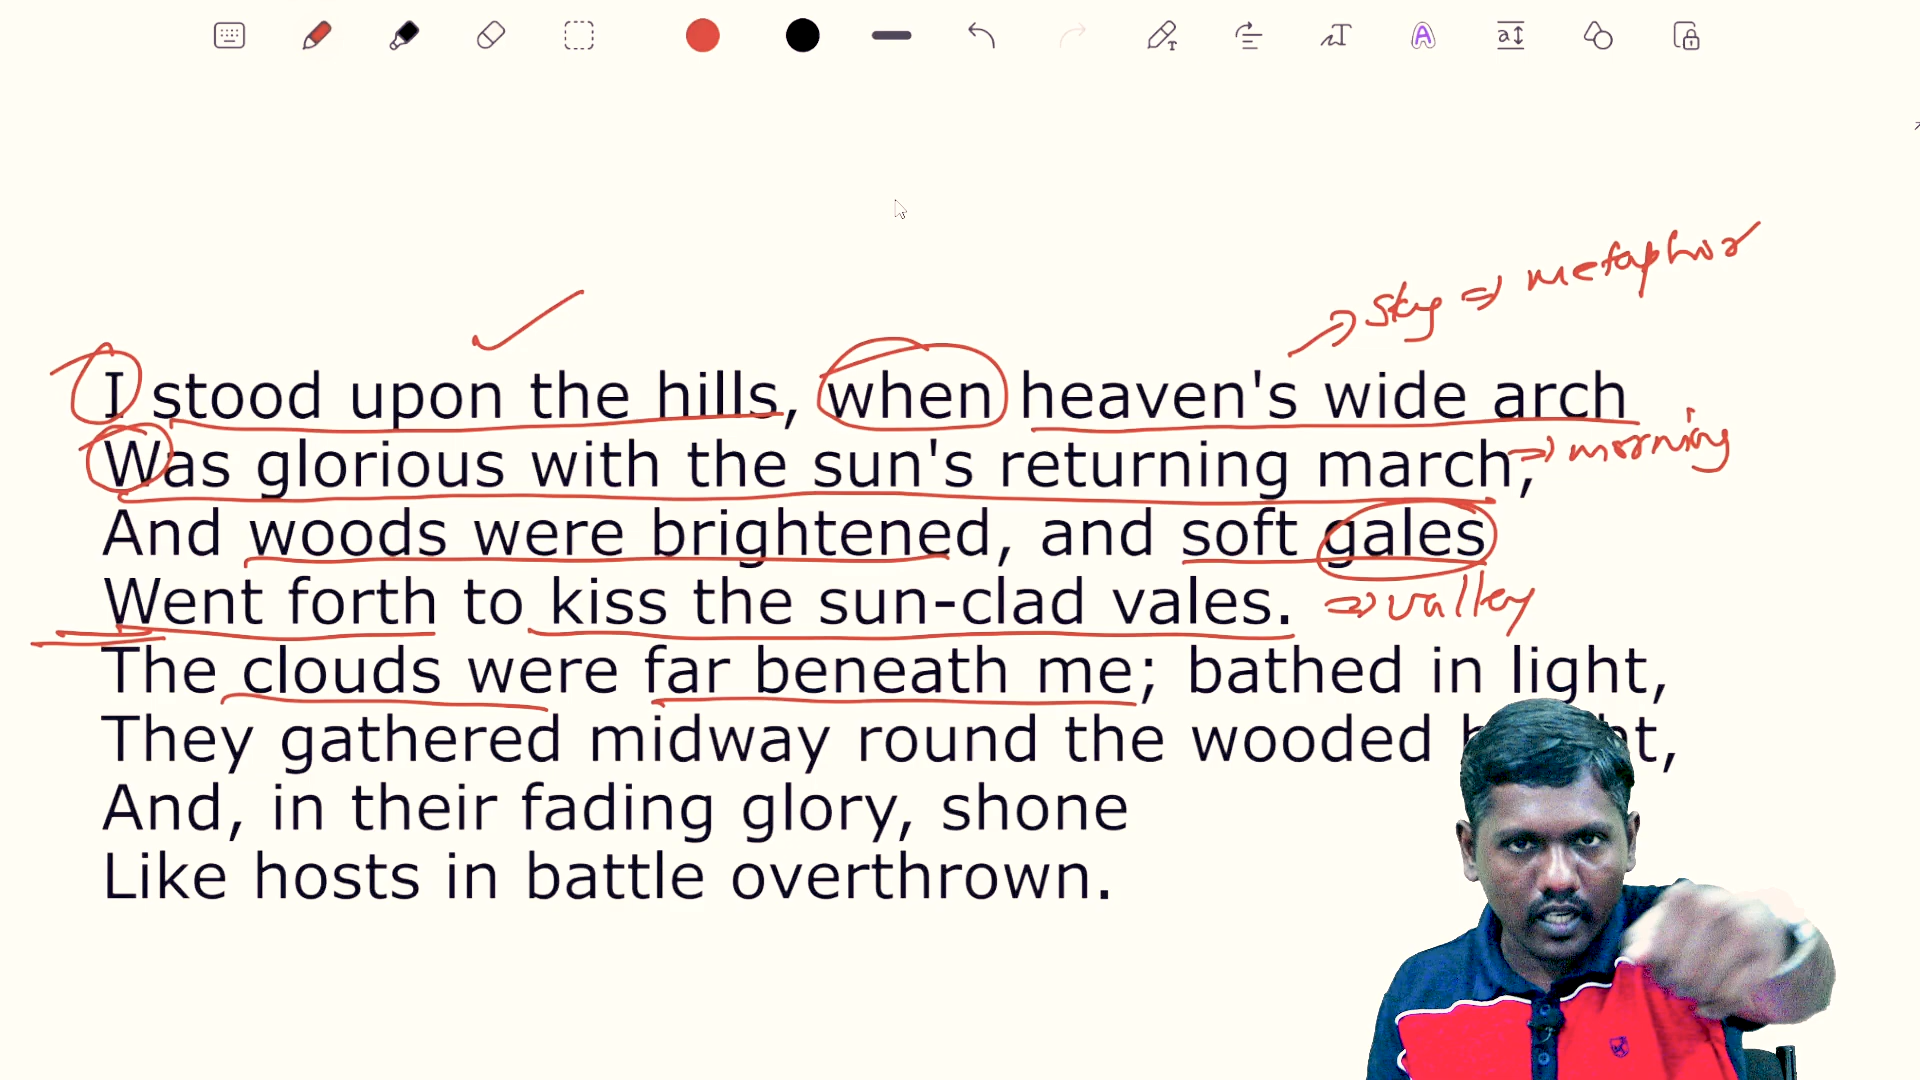 sky ⇒ metaphor
I stood upon the hills, when heaven's wide arch
Was glorious with the sun's returning march, ⇒ morning
And woods were brightened, and soft gales
Went forth to kiss the sun-clad vales. ⇒ valley
The clouds were far beneath me; bathed in light,
They gathered midway round the wooded
And, in their fading glory, shone
Like hosts in battle overthrown.